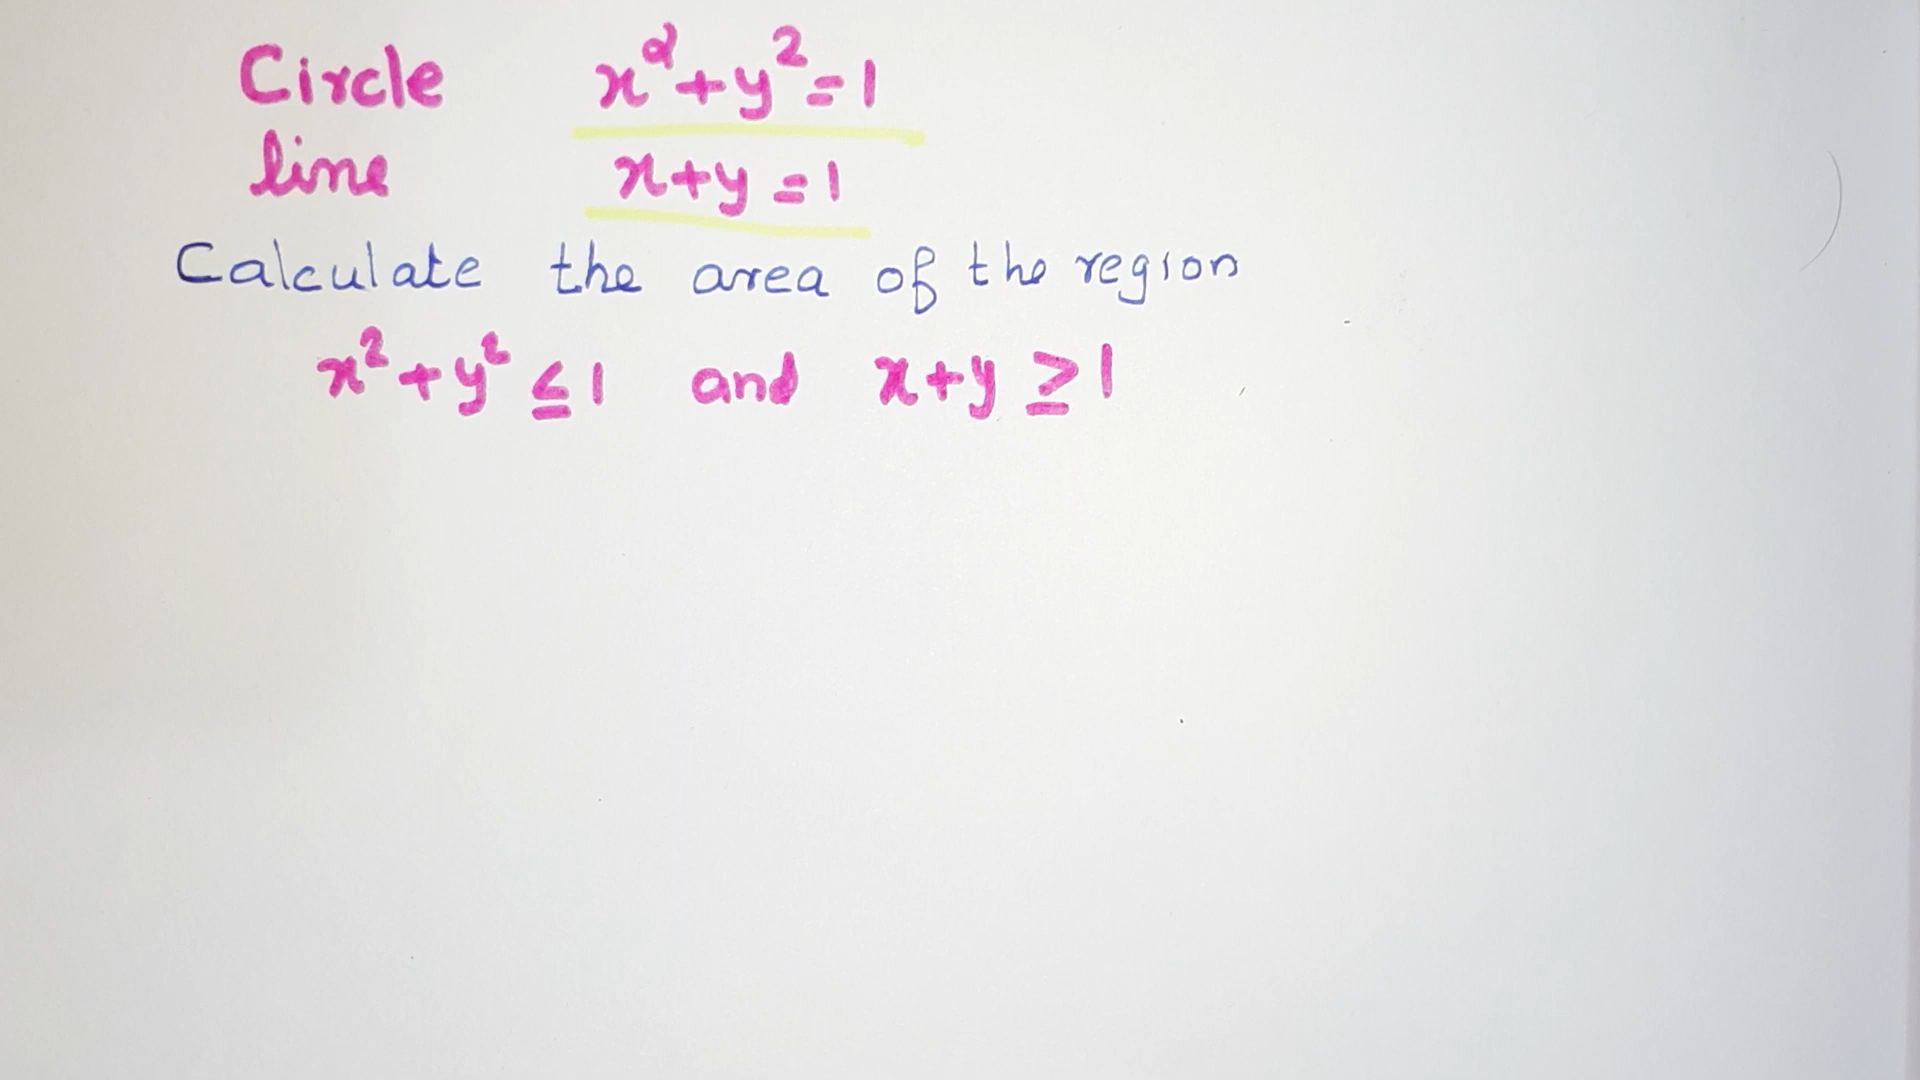 Circle x²+y²=1
line x+y=1
Calculate the area of the region
x²+y²≤1 and x+y≥1